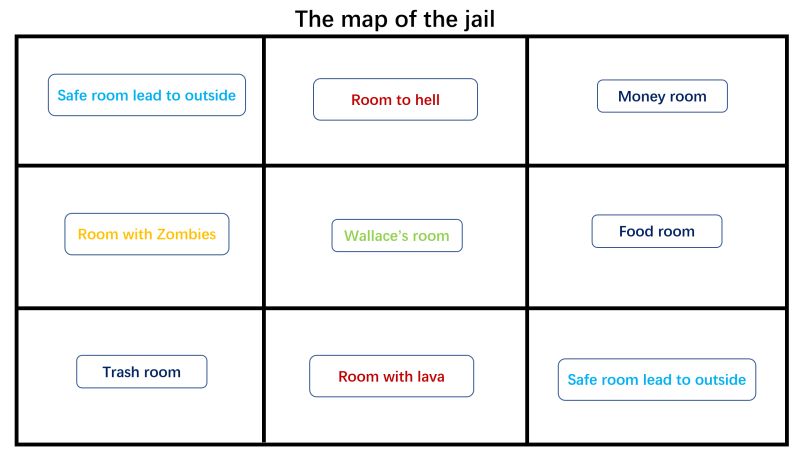 The map of the jail
Safe room lead to outside
Room to hell
Money room
Room with Zombies
Wallace's room
Food room
Trash room
Room with lava
Safe room lead to outside